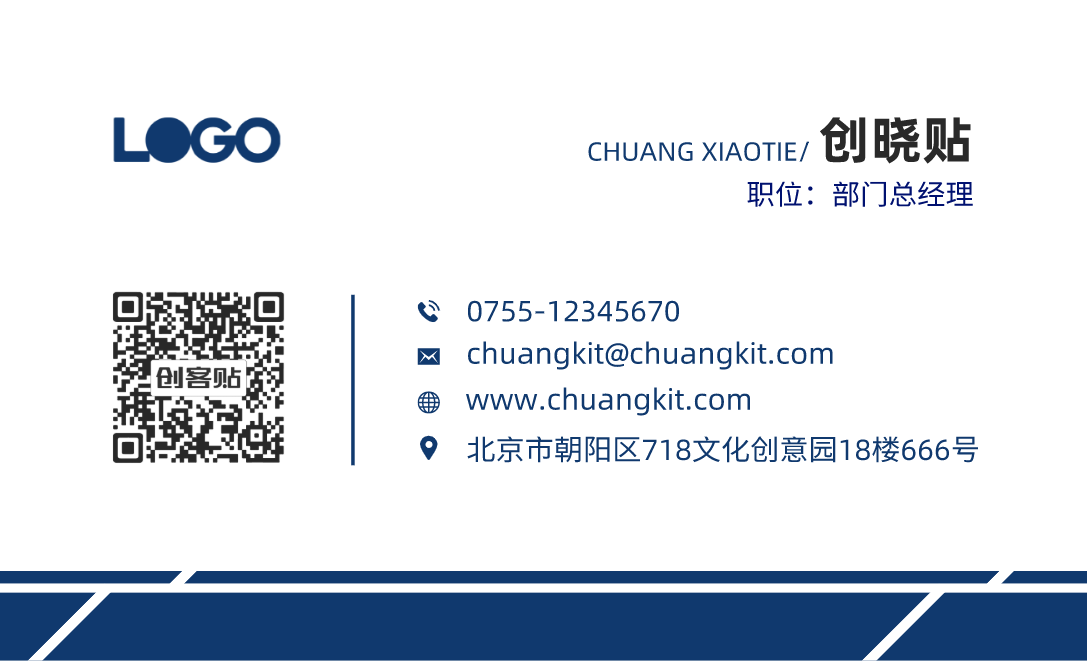 LOGO
CHUANG XIAOTIE/ 创晓贴
职位：部门总经理
创客贴
0755-12345670
chuangkit@chuangkit.com
www.chuangkit.com
北京市朝阳区718文化创意园18楼666号